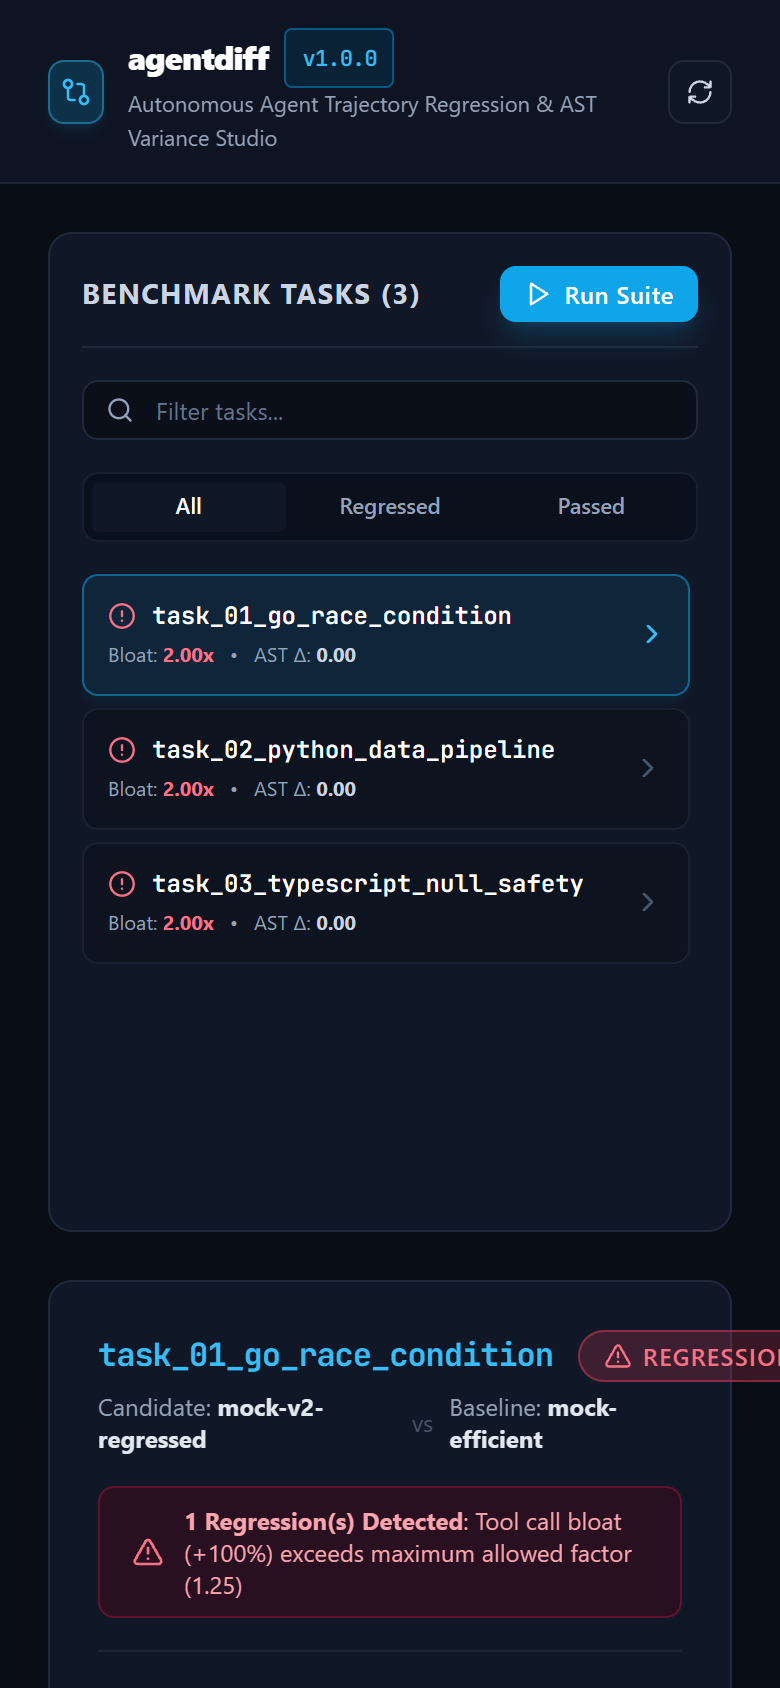 agentdiff v1.0.0
Autonomous Agent Trajectory Regression & AST
Variance Studio
BENCHMARK TASKS (3)
Run Suite
Filter tasks...
All
Regressed
Passed
task_01_go_race_condition
Bloat: 2.00x • AST Δ: 0.00
task_02_python_data_pipeline
Bloat: 2.00x • AST Δ: 0.00
task_03_typescript_null_safety
Bloat: 2.00x • AST Δ: 0.00
task_01_go_race_condition
Candidate: mock-v2-
regressed
vs
Baseline: mock-
efficient
1 Regression(s) Detected: Tool call bloat
(+100%) exceeds maximum allowed factor
(1.25)